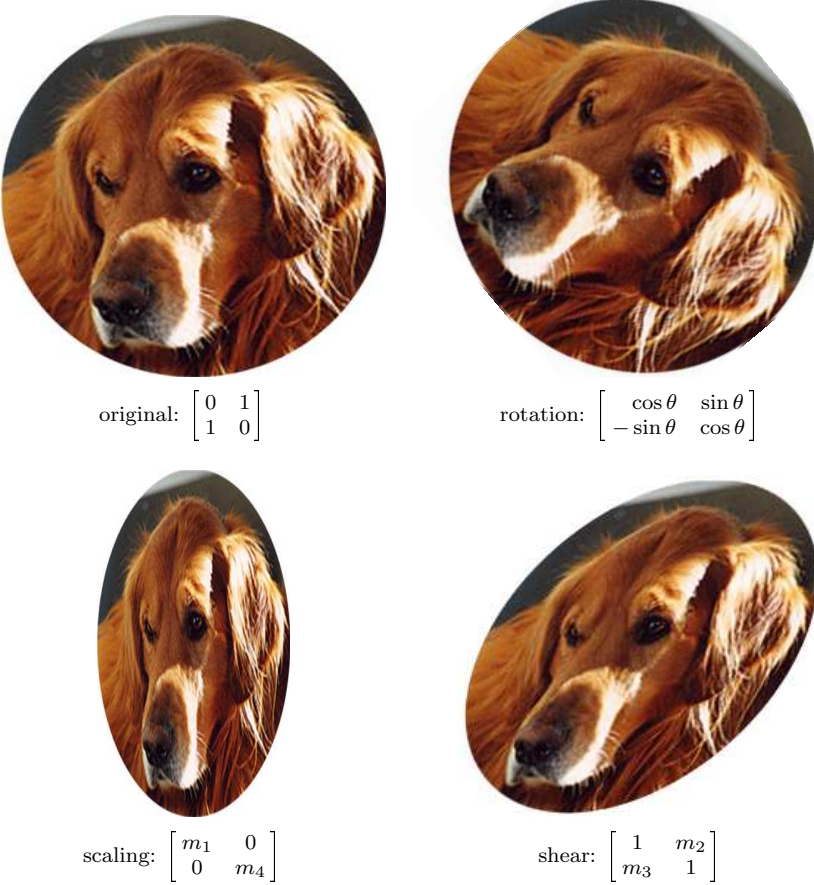 original: [ 0 1
1 0 ]
rotation: [ cos θ sin θ
− sin θ cos θ ]
scaling: [ m₁ 0
0 m₄ ]
shear: [ 1 m₂
m₃ 1 ]